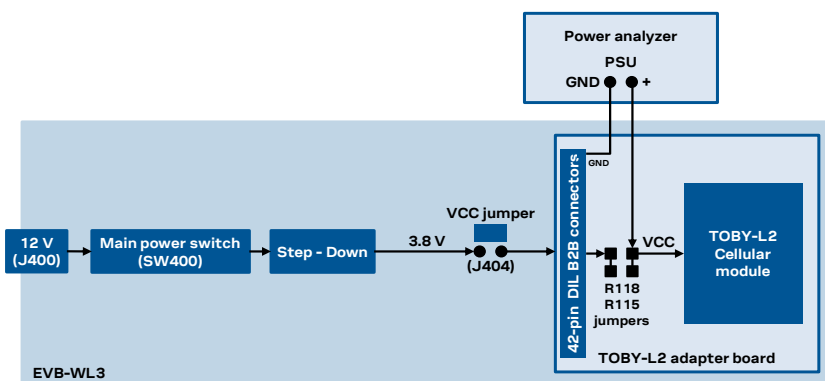 Power analyzer
PSU
GND +
GND
42-pin DIL B2B connectors
VCC jumper
12 V
(J400)
Main power switch
(SW400)
Step - Down
3.8 V
(J404)
VCC
TOBY-L2
Cellular
module
R118
R115
jumpers
TOBY-L2 adapter board
EVB-WL3